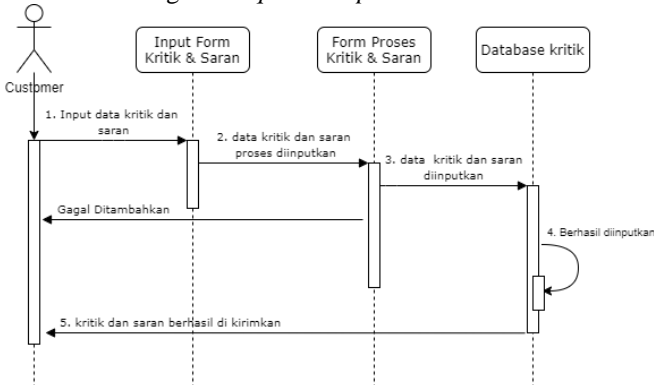 Input Form
Kritik & Saran
Form Proses
Kritik & Saran
Database kritik
Customer
1. Input data kritik dan
saran
2. data kritik dan saran
proses diinputkan
3. data kritik dan saran
diinputkan
Gagal Ditambahkan
4. Berhasil diinputkan
5. kritik dan saran berhasil di kirimkan